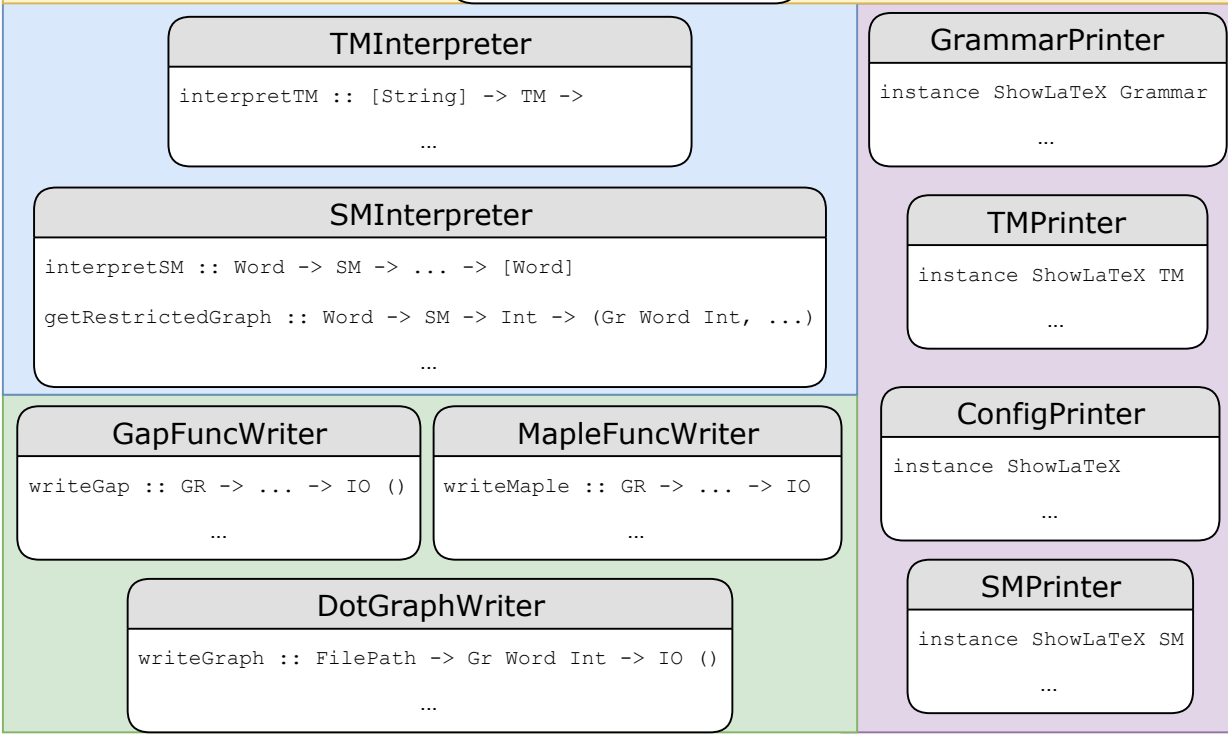 TMInterpreter
interpretTM :: [String] -> TM ->
...
SMInterpreter
interpretSM :: Word -> SM -> ... -> [Word]
getRestrictedGraph :: Word -> SM -> Int -> (Gr Word Int, ...)
...
GapFuncWriter
writeGap :: GR -> ... -> IO ()
...
MapleFuncWriter
writeMaple :: GR -> ... -> IO
...
DotGraphWriter
writeGraph :: FilePath -> Gr Word Int -> IO ()
...
GrammarPrinter
instance ShowLaTeX Grammar
...
TMPrinter
instance ShowLaTeX TM
...
ConfigPrinter
instance ShowLaTeX
...
SMPrinter
instance ShowLaTeX SM
...